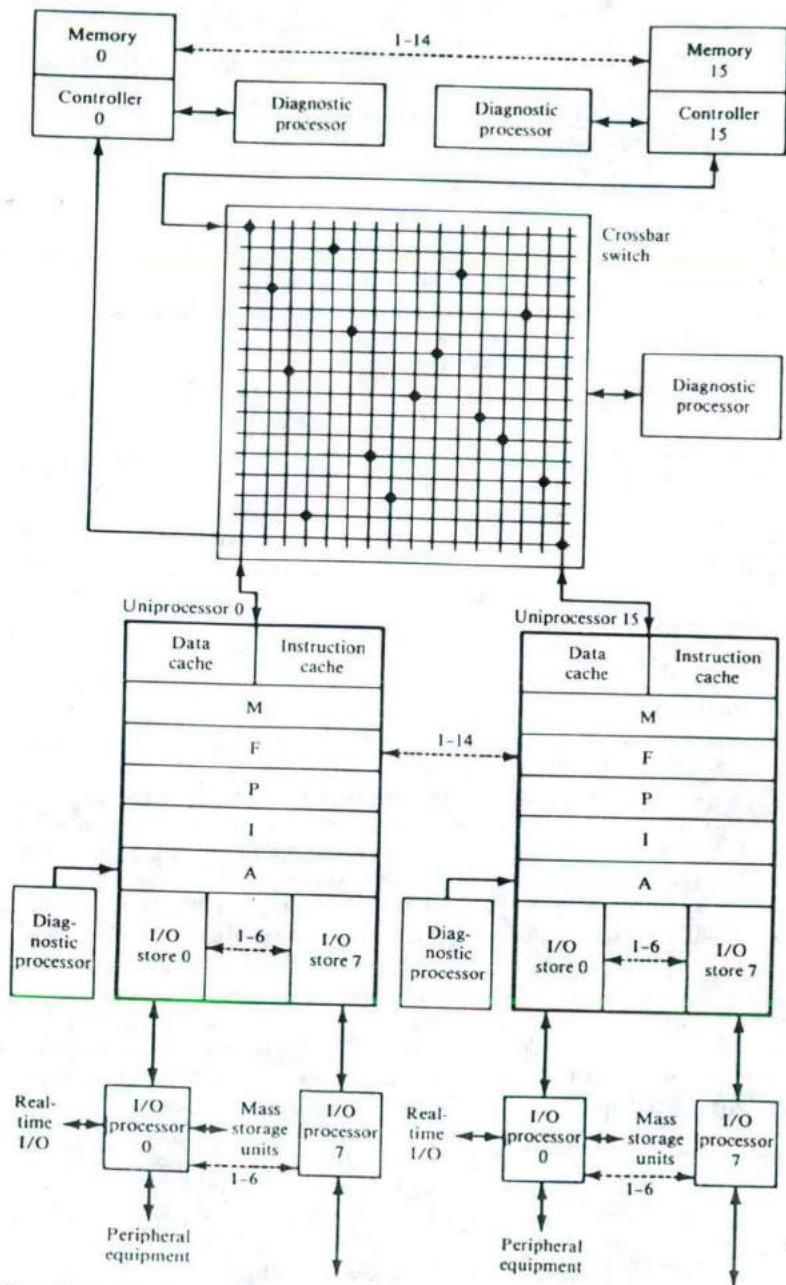 Memory
0
1-14
Memory
15
Controller
0
Diagnostic
processor
Diagnostic
processor
Controller
15
Crossbar
switch
Diagnostic
processor
Uniprocessor 0
Uniprocessor 15
Data
cache
Instruction
cache
M
F
P
I
A
1-14
Data
cache
Instruction
cache
M
F
P
I
A
Diag-
nostic
processor
I/O
store 0
1-6
I/O
store 7
Diag-
nostic
processor
I/O
store 0
1-6
I/O
store 7
Real-
time
I/O
I/O
processor
0
Mass
storage
units
1-6
I/O
processor
7
Peripheral
equipment
Real-
time
I/O
I/O
processor
0
Mass
storage
units
1-6
I/O
processor
7
Peripheral
equipment